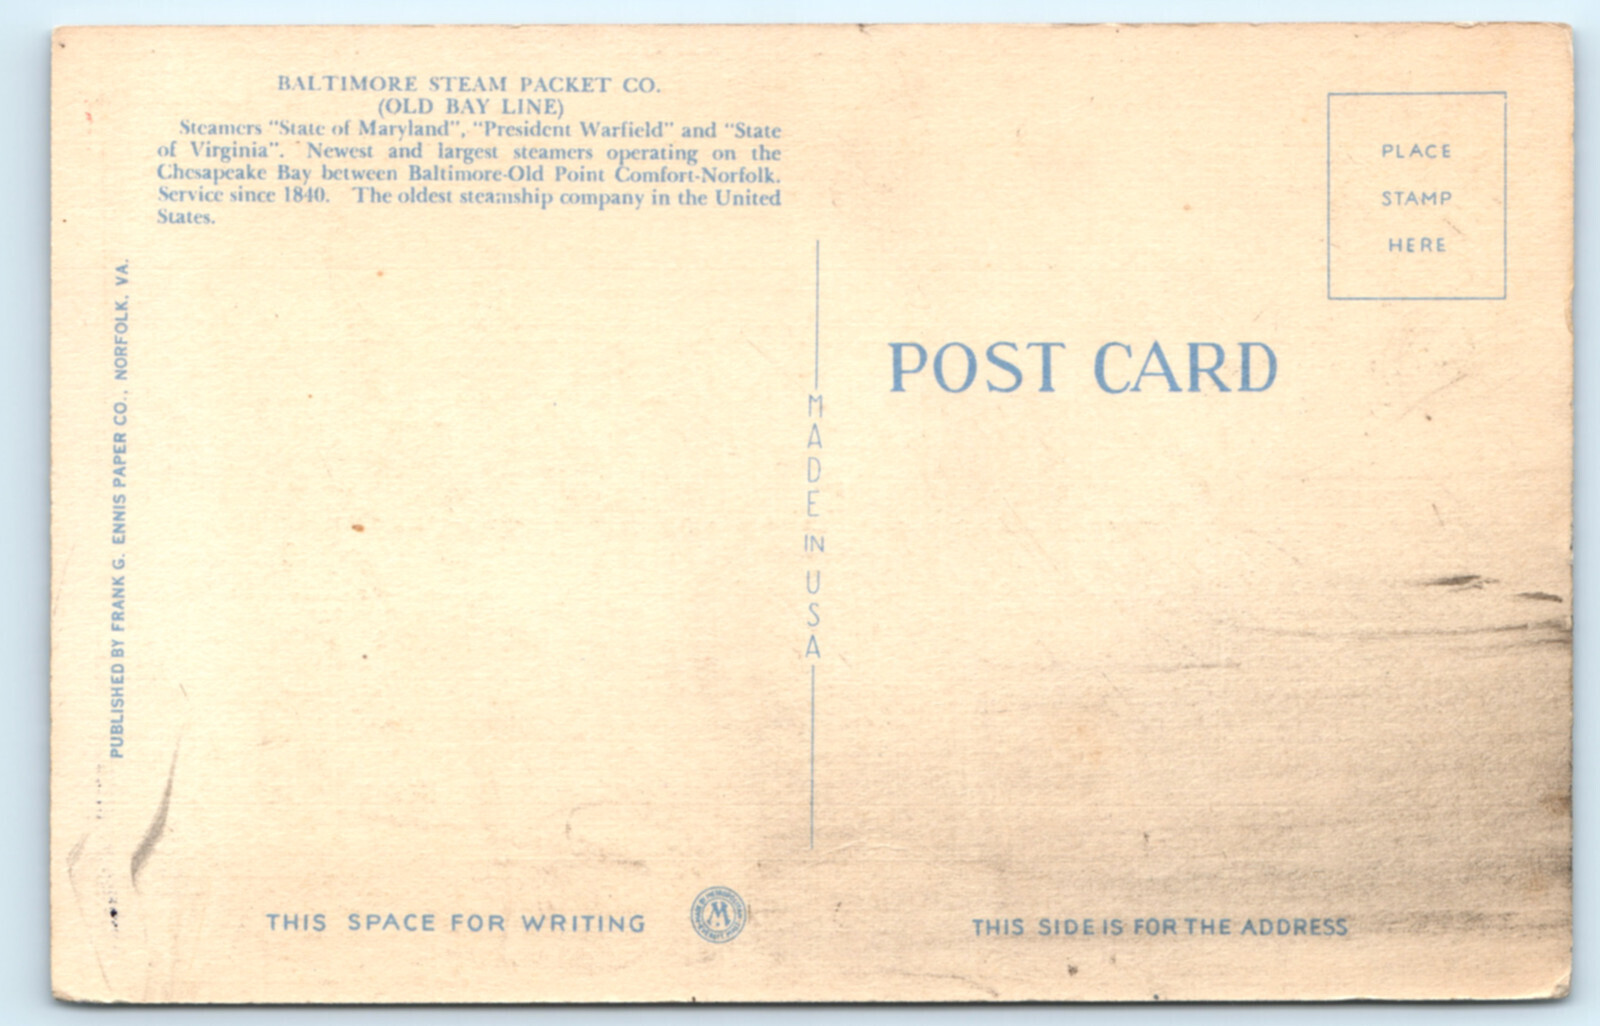 BALTIMORE STEAM PACKET CO.
(OLD BAY LINE)
Steamers "State of Maryland", "President Warfield" and "State
of Virginia". Newest and largest steamers operating on the
Chesapeake Bay between Baltimore-Old Point Comfort-Norfolk.
Service since 1840. The oldest steamship company in the United
States.
PUBLISHED BY FRANK G. ENNIS PAPER CO., NORFOLK, VA.
MADE IN USA
POST CARD
PLACE
STAMP
HERE
THIS SPACE FOR WRITING
M
THIS SIDE IS FOR THE ADDRESS